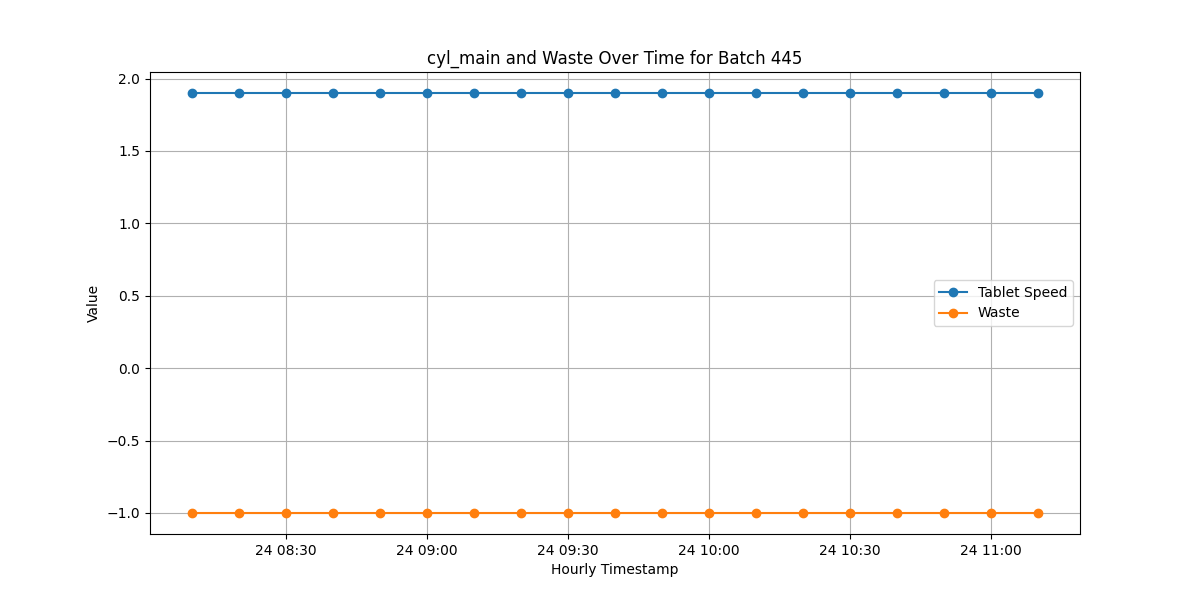 cyl_main and Waste Over Time for Batch 445
2.0
1.5
1.0
0.5
0.0
−0.5
−1.0
Value
Tablet Speed
Waste
24 08:30 24 09:00 24 09:30 24 10:00 24 10:30 24 11:00
Hourly Timestamp